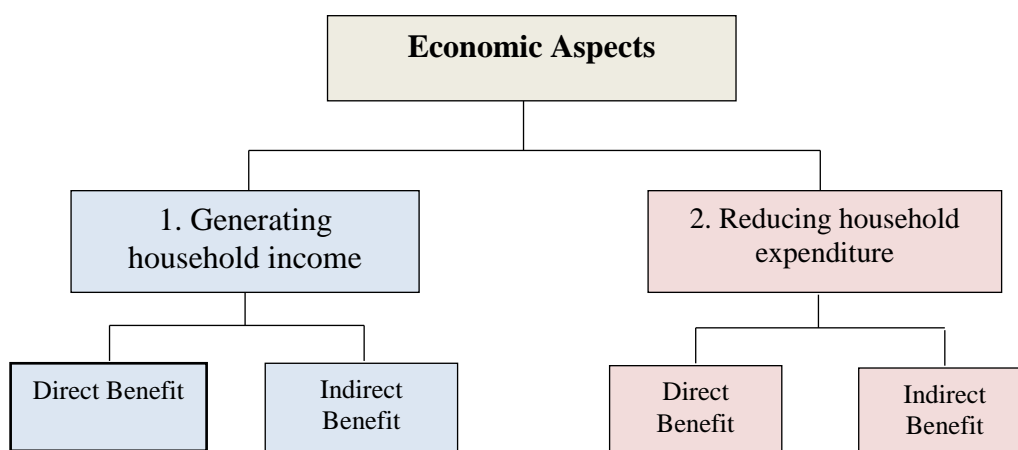 Economic Aspects
1. Generating
household income
2. Reducing household
expenditure
Direct Benefit
Indirect
Benefit
Direct
Benefit
Indirect
Benefit